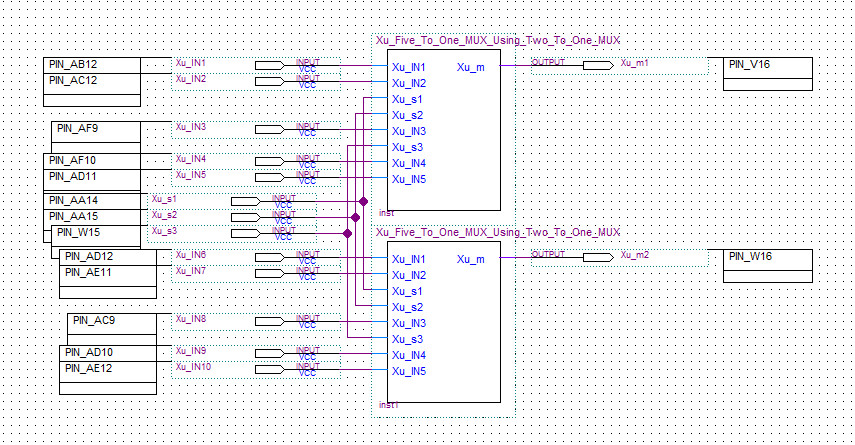 Xu_Five_To_One_MUX_Using_Two_To_One_MUX
PIN_AB12 Xu_IN1 INPUT VCC Xu_IN1 Xu_m OUTPUT Xu_m1 PIN_V16
PIN_AC12 Xu_IN2 INPUT VCC Xu_IN2
Xu_s1
Xu_s2
PIN_AF9 Xu_IN3 INPUT VCC Xu_IN3
Xu_s3
PIN_AF10 Xu_IN4 INPUT VCC Xu_IN4
PIN_AD11 Xu_IN5 INPUT VCC Xu_IN5
PIN_AA14 Xu_s1 INPUT VCC
inst
PIN_AA15 Xu_s2 INPUT VCC
PIN_W15 Xu_s3 INPUT VCC
Xu_Five_To_One_MUX_Using_Two_To_One_MUX
PIN_AD12 Xu_IN6 INPUT VCC Xu_IN1 Xu_m OUTPUT Xu_m2 PIN_W16
PIN_AE11 Xu_IN7 INPUT VCC Xu_IN2
Xu_s1
Xu_s2
PIN_AC9 Xu_IN8 INPUT VCC Xu_IN3
Xu_s3
PIN_AD10 Xu_IN9 INPUT VCC Xu_IN4
PIN_AE12 Xu_IN10 INPUT VCC Xu_IN5
inst1